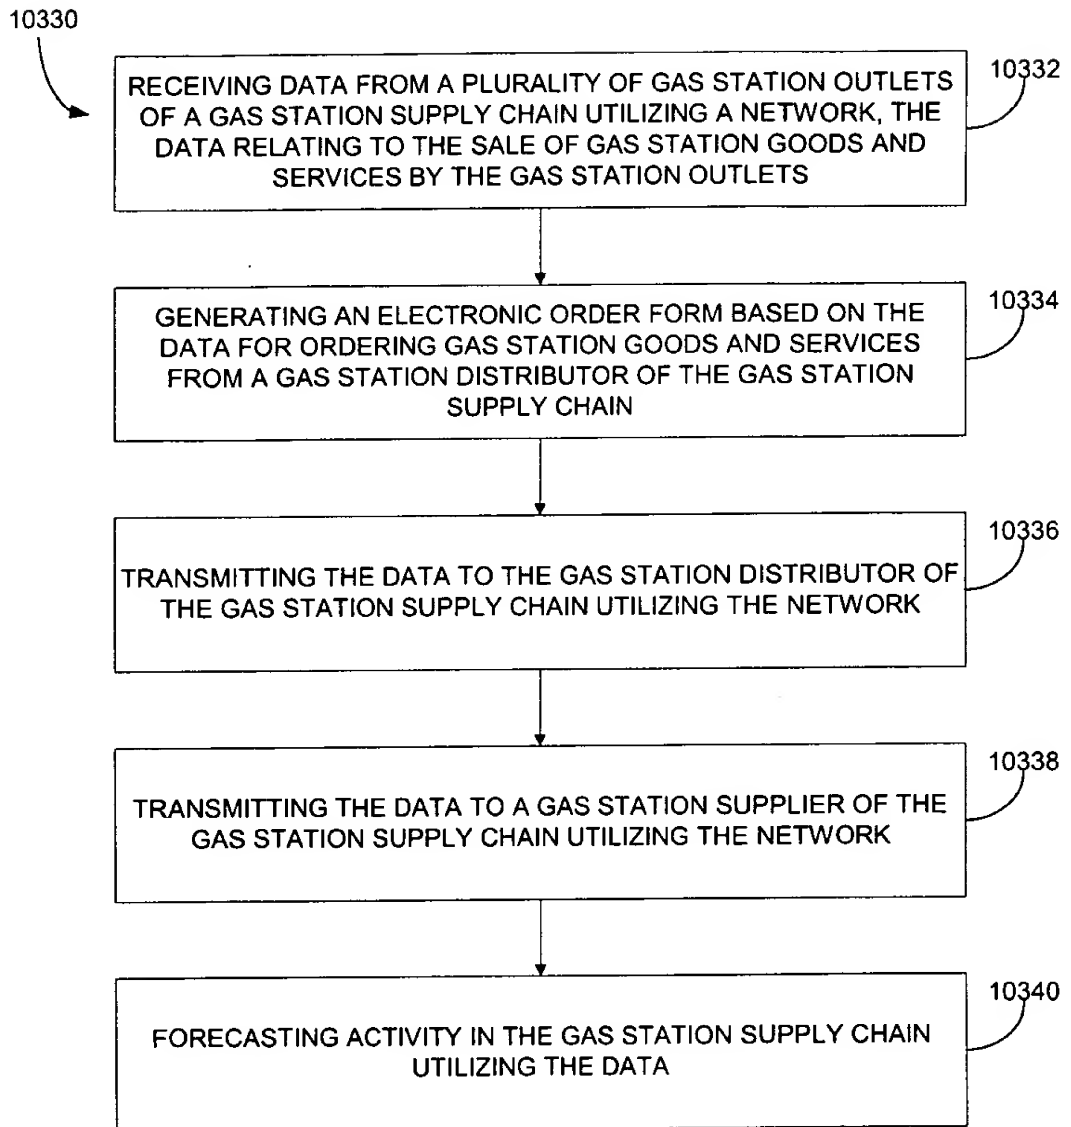 10330
RECEIVING DATA FROM A PLURALITY OF GAS STATION OUTLETS
OF A GAS STATION SUPPLY CHAIN UTILIZING A NETWORK, THE
DATA RELATING TO THE SALE OF GAS STATION GOODS AND
SERVICES BY THE GAS STATION OUTLETS
10332
GENERATING AN ELECTRONIC ORDER FORM BASED ON THE
DATA FOR ORDERING GAS STATION GOODS AND SERVICES
FROM A GAS STATION DISTRIBUTOR OF THE GAS STATION
SUPPLY CHAIN
10334
TRANSMITTING THE DATA TO THE GAS STATION DISTRIBUTOR OF
THE GAS STATION SUPPLY CHAIN UTILIZING THE NETWORK
10336
TRANSMITTING THE DATA TO A GAS STATION SUPPLIER OF THE
GAS STATION SUPPLY CHAIN UTILIZING THE NETWORK
10338
FORECASTING ACTIVITY IN THE GAS STATION SUPPLY CHAIN
UTILIZING THE DATA
10340